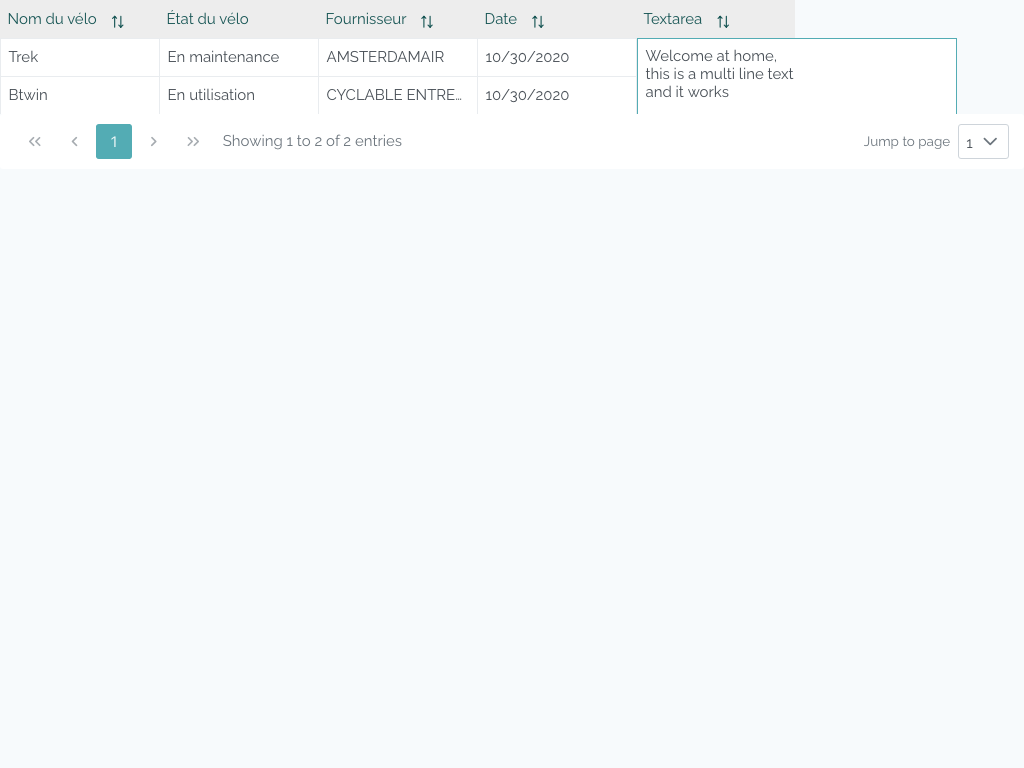 Nom du vélo État du vélo Fournisseur Date Textarea
Trek En maintenance AMSTERDAMAIR 10/30/2020 Welcome at home,
this is a multi line text
Btwin En utilisation CYCLABLE ENTRE… 10/30/2020 and it works
1 Showing 1 to 2 of 2 entries Jump to page 1